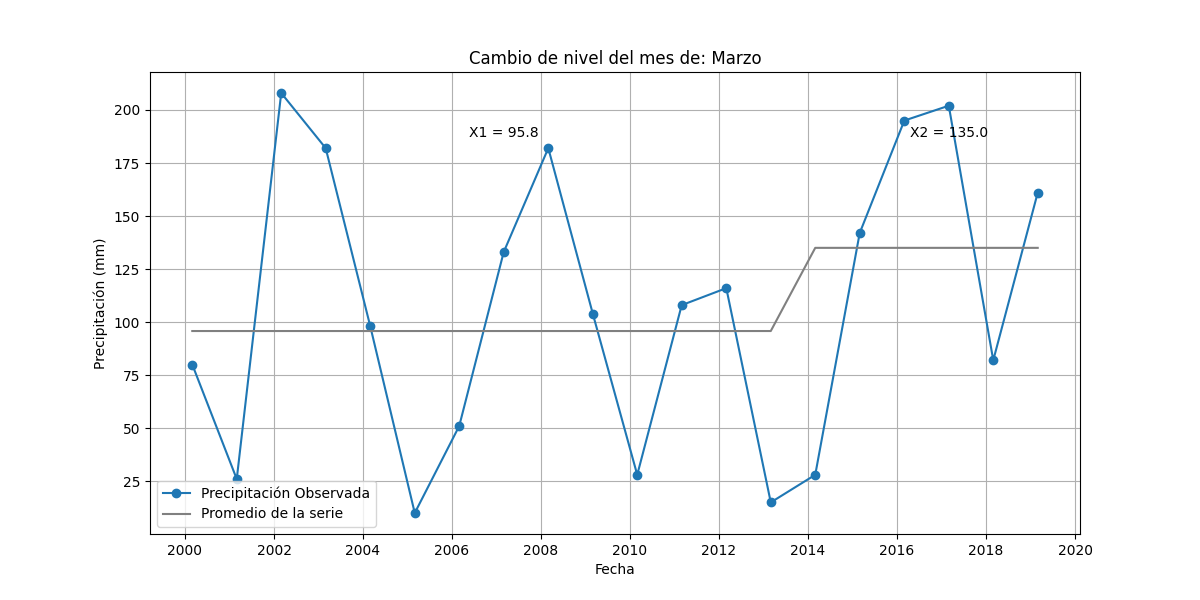 Cambio de nivel del mes de: Marzo
Precipitación (mm)
200
175
150
125
100
75
50
25
X1 = 95.8
X2 = 135.0
Precipitación Observada
Promedio de la serie
2000 2002 2004 2006 2008 2010 2012 2014 2016 2018 2020
Fecha